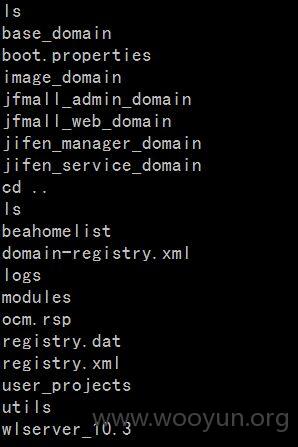 ls
base_domain
boot.properties
image_domain
jfmall_admin_domain
jfmall_web_domain
jifen_manager_domain
jifen_service_domain
cd ..
ls
beahomelist
domain-registry.xml
logs
modules
ocm.rsp
registry.dat
registry.xml
user_projects
utils
wlserver_10.3
www.wooyun.org